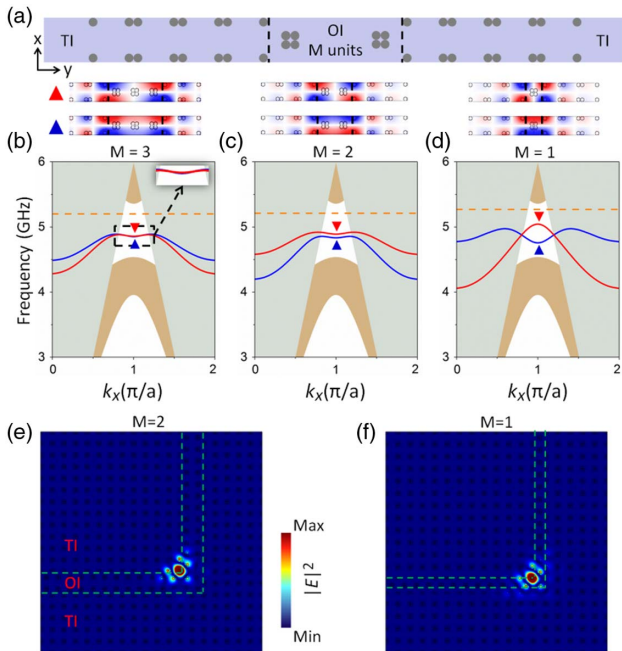 (a)
TI
OI
M units
TI
x
y
(b)
M = 3
(c)
M = 2
(d)
M = 1
Frequency (GHz)
6
5
4
3
0
1
2
0
1
2
0
1
2
kx(π/a)
kx(π/a)
kx(π/a)
(e)
M=2
(f)
M=1
TI
OI
TI
Max
|E|²
Min